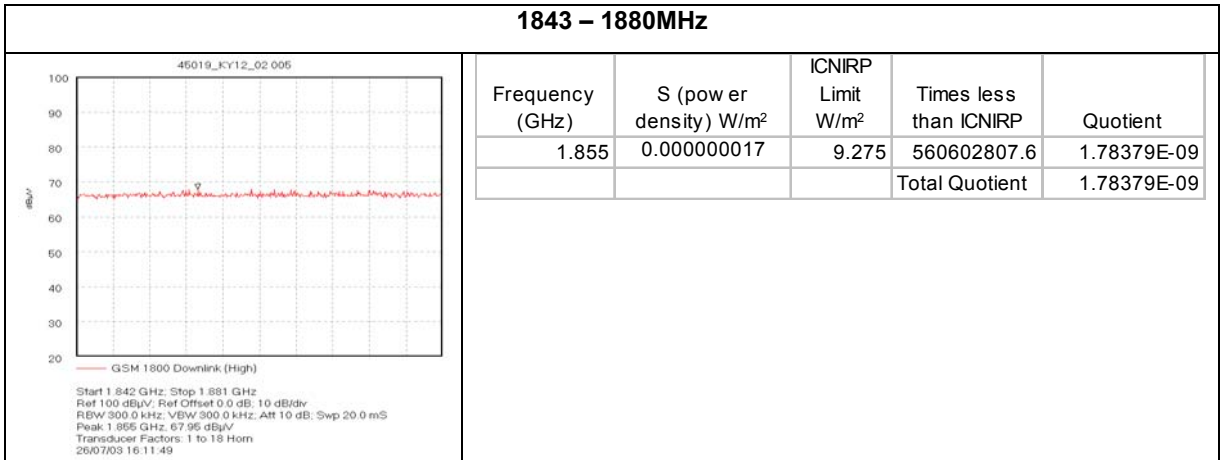 1843 – 1880MHz
45019_KY12_02 005
100
90
80
70
60
50
40
30
20
dBµV
GSM 1800 Downlink (High)
Start 1.842 GHz; Stop 1.881 GHz
Ref 100 dBµV; Ref Offset 0.0 dB; 10 dB/div
RBW 300.0 kHz; VBW 300.0 kHz; Att 10 dB; Swp 20.0 mS
Peak 1.855 GHz, 67.95 dBµV
Transducer Factors: 1 to 18 Horn
26/07/03 16:11:49
Frequency (GHz) S (pow er density) W/m² ICNIRP Limit W/m² Times less than ICNIRP Quotient
1.855 0.000000017 9.275 560602807.6 1.78379E-09
Total Quotient 1.78379E-09